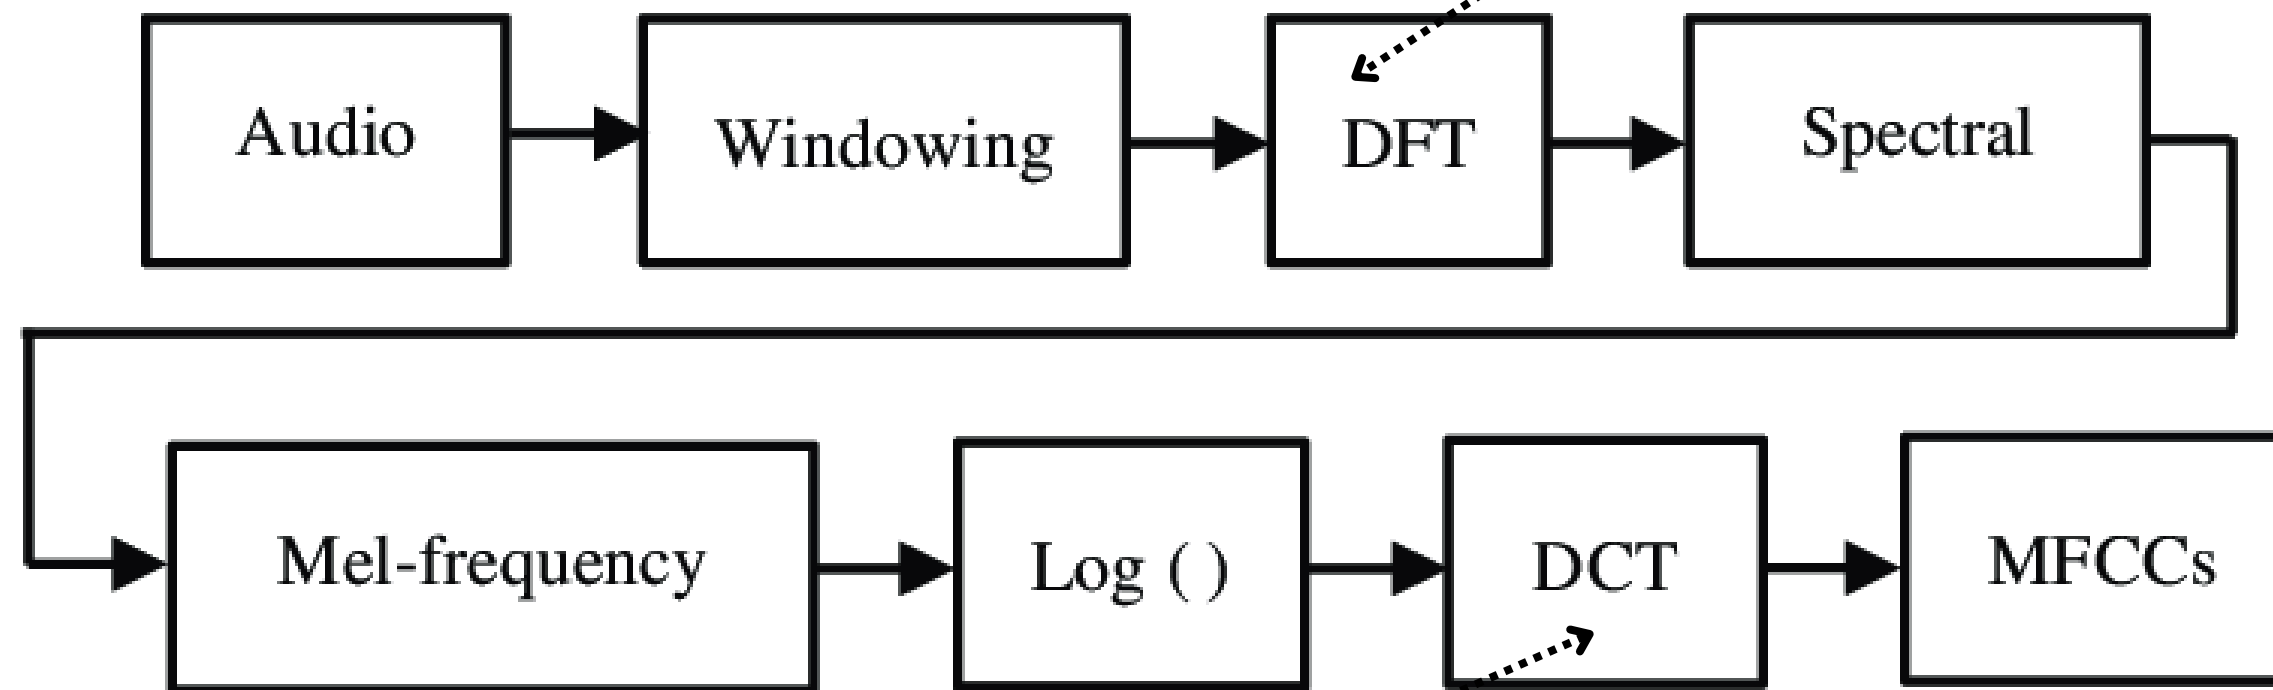 Audio
Windowing
DFT
Spectral
Mel-frequency
Log ( )
DCT
MFCCs